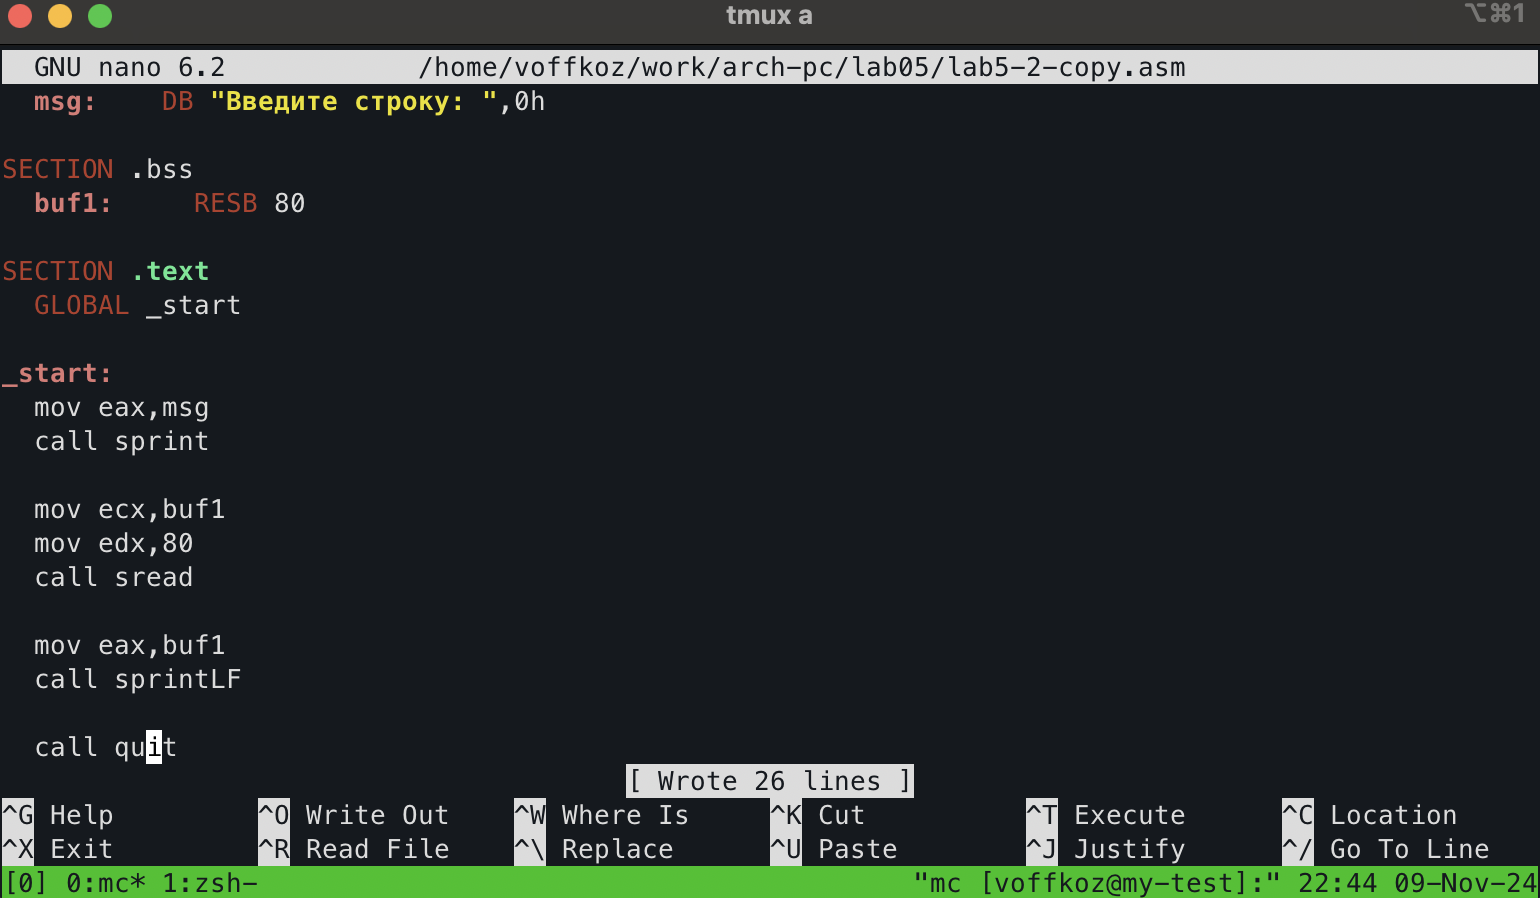 tmux a
⌥⌘1
GNU nano 6.2 /home/voffkoz/work/arch-pc/lab05/lab5-2-copy.asm
msg: DB "Введите строку: ",0h
SECTION .bss
buf1: RESB 80
SECTION .text
GLOBAL _start
_start:
mov eax,msg
call sprint
mov ecx,buf1
mov edx,80
call sread
mov eax,buf1
call sprintLF
call quit
[ Wrote 26 lines ]
^G Help ^O Write Out ^W Where Is ^K Cut ^T Execute ^C Location
^X Exit ^R Read File ^\ Replace ^U Paste ^J Justify ^/ Go To Line
[0] 0:mc* 1:zsh- "mc [voffkoz@my-test]:" 22:44 09-Nov-24